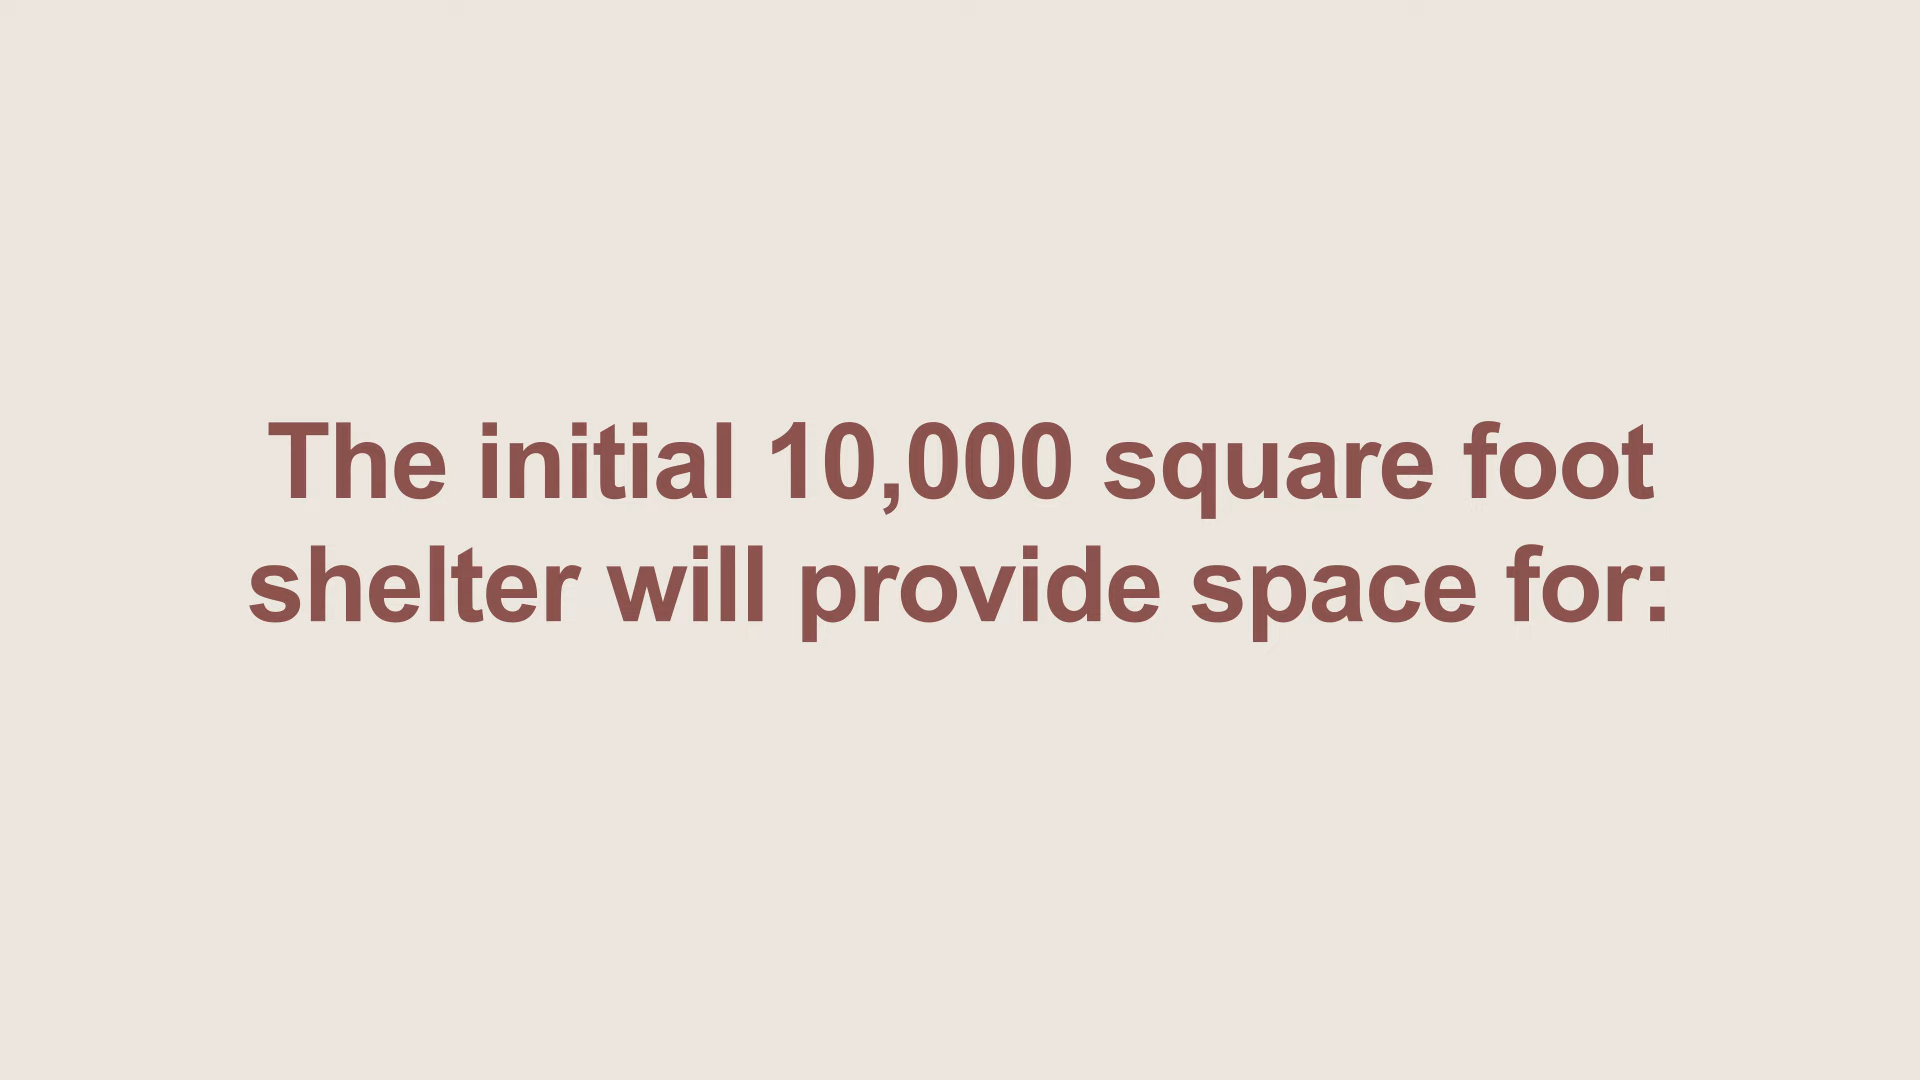 The initial 10,000 square foot
shelter will provide space for: